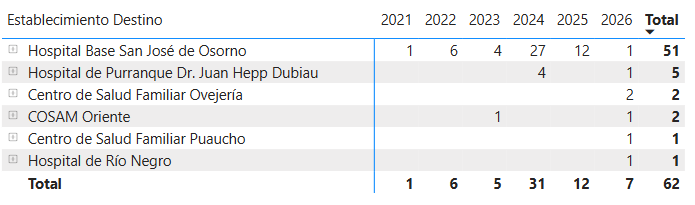 Establecimiento Destino 2021 2022 2023 2024 2025 2026 Total
Hospital Base San José de Osorno 1 6 4 27 12 1 51
Hospital de Purranque Dr. Juan Hepp Dubiau 4 1 5
Centro de Salud Familiar Ovejería 2 2
COSAM Oriente 1 1 2
Centro de Salud Familiar Puaucho 1 1
Hospital de Río Negro 1 1
Total 1 6 5 31 12 7 62